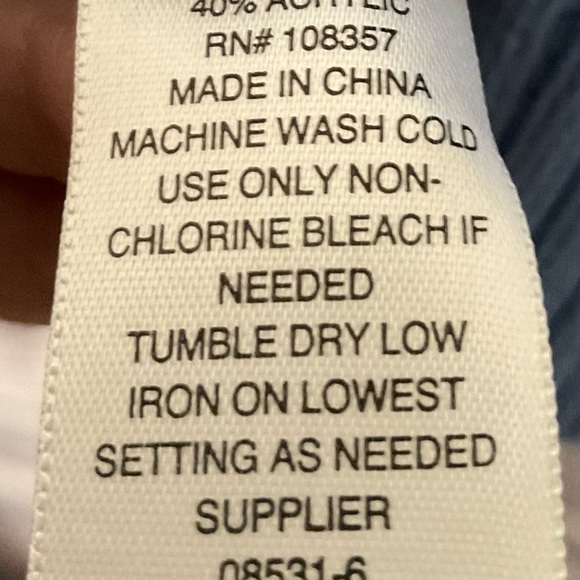 40% ACRYLIC
RN# 108357
MADE IN CHINA
MACHINE WASH COLD
USE ONLY NON-
CHLORINE BLEACH IF
NEEDED
TUMBLE DRY LOW
IRON ON LOWEST
SETTING AS NEEDED
SUPPLIER
08531-6